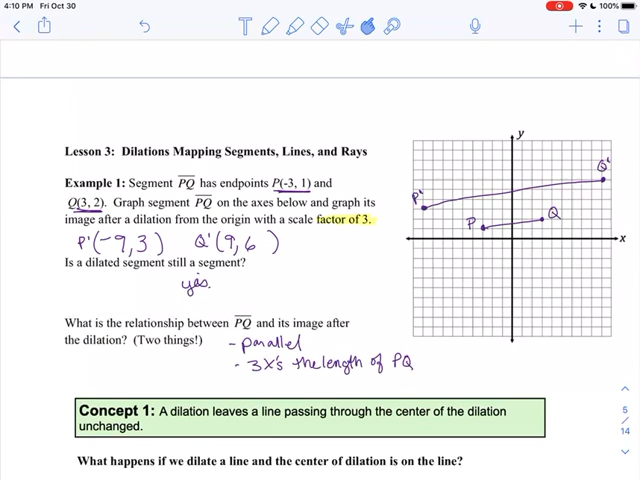 4:10 PM Fri Oct 30
100%
Lesson 3: Dilations Mapping Segments, Lines, and Rays
Example 1: Segment PQ has endpoints P(-3, 1) and
Q(3, 2). Graph segment PQ on the axes below and graph its
image after a dilation from the origin with a scale factor of 3.
P'(-9, 3) Q'(9, 6)
Is a dilated segment still a segment?
yes.
What is the relationship between PQ and its image after
the dilation? (Two things!)
- parallel
- 3x's the length of PQ
y
x
P'
Q'
P
Q
Concept 1: A dilation leaves a line passing through the center of the dilation
unchanged.
What happens if we dilate a line and the center of dilation is on the line?
5
/
14